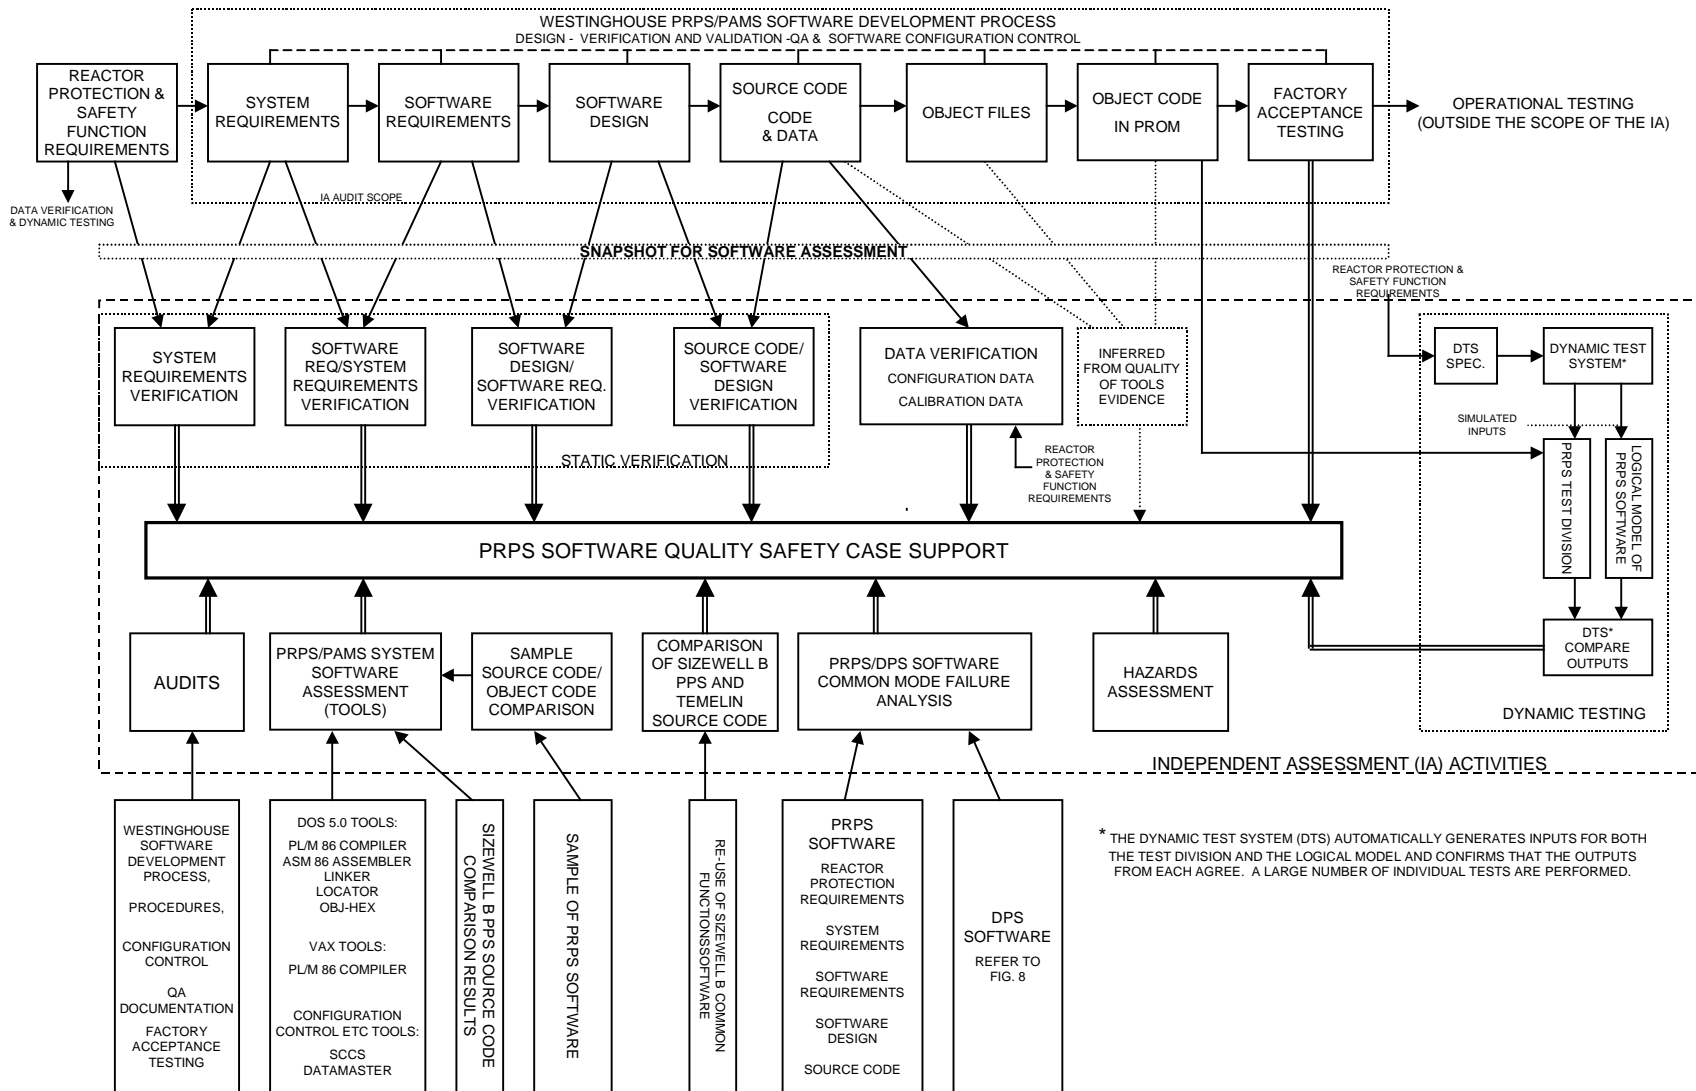 WESTINGHOUSE PRPS/PAMS SOFTWARE DEVELOPMENT PROCESS
DESIGN - VERIFICATION AND VALIDATION -QA & SOFTWARE CONFIGURATION CONTROL
REACTOR
PROTECTION &
SAFETY
FUNCTION
REQUIREMENTS
SYSTEM
REQUIREMENTS
SOFTWARE
REQUIREMENTS
SOFTWARE
DESIGN
SOURCE CODE
CODE
& DATA
OBJECT FILES
OBJECT CODE
IN PROM
FACTORY
ACCEPTANCE
TESTING
OPERATIONAL TESTING
(OUTSIDE THE SCOPE OF THE IA)
DATA VERIFICATION
& DYNAMIC TESTING
IA AUDIT SCOPE
SNAPSHOT FOR SOFTWARE ASSESSMENT
REACTOR PROTECTION &
SAFETY FUNCTION
REQUIREMENTS
SYSTEM
REQUIREMENTS
VERIFICATION
SOFTWARE
REQ/SYSTEM
REQUIREMENTS
VERIFICATION
SOFTWARE
DESIGN/
SOFTWARE REQ.
VERIFICATION
SOURCE CODE/
SOFTWARE
DESIGN
VERIFICATION
DATA VERIFICATION
CONFIGURATION DATA
CALIBRATION DATA
INFERRED
FROM QUALITY
OF TOOLS
EVIDENCE
DTS
SPEC.
DYNAMIC TEST
SYSTEM*
SIMULATED
INPUTS
STATIC VERIFICATION
REACTOR
PROTECTION
& SAFETY
FUNCTION
REQUIREMENTS
PRPS TEST DIVISION
LOGICAL MODEL OF
PRPS SOFTWARE
PRPS SOFTWARE QUALITY SAFETY CASE SUPPORT
AUDITS
PRPS/PAMS SYSTEM
SOFTWARE
ASSESSMENT
(TOOLS)
SAMPLE
SOURCE CODE/
OBJECT CODE
COMPARISON
COMPARISON
OF SIZEWELL B
PPS AND
TEMELIN
SOURCE CODE
PRPS/DPS SOFTWARE
COMMON MODE FAILURE
ANALYSIS
HAZARDS
ASSESSMENT
DTS*
COMPARE
OUTPUTS
DYNAMIC TESTING
INDEPENDENT ASSESSMENT (IA) ACTIVITIES
WESTINGHOUSE
SOFTWARE
DEVELOPMENT
PROCESS,
PROCEDURES,
CONFIGURATION
CONTROL
QA
DOCUMENTATION
FACTORY
ACCEPTANCE
TESTING
DOS 5.0 TOOLS:
PL/M 86 COMPILER
ASM 86 ASSEMBLER
LINKER
LOCATOR
OBJ-HEX
VAX TOOLS:
PL/M 86 COMPILER
CONFIGURATION
CONTROL ETC TOOLS:
SCCS
DATAMASTER
SIZEWELL B PPS SOURCE CODE
COMPARISON RESULTS
SAMPLE OF PRPS SOFTWARE
RE-USE OF SIZEWELL B COMMON
FUNCTIONSSOFTWARE
PRPS
SOFTWARE
REACTOR
PROTECTION
REQUIREMENTS
SYSTEM
REQUIREMENTS
SOFTWARE
REQUIREMENTS
SOFTWARE
DESIGN
SOURCE CODE
DPS
SOFTWARE
REFER TO
FIG. 8
* THE DYNAMIC TEST SYSTEM (DTS) AUTOMATICALLY GENERATES INPUTS FOR BOTH
THE TEST DIVISION AND THE LOGICAL MODEL AND CONFIRMS THAT THE OUTPUTS
FROM EACH AGREE. A LARGE NUMBER OF INDIVIDUAL TESTS ARE PERFORMED.